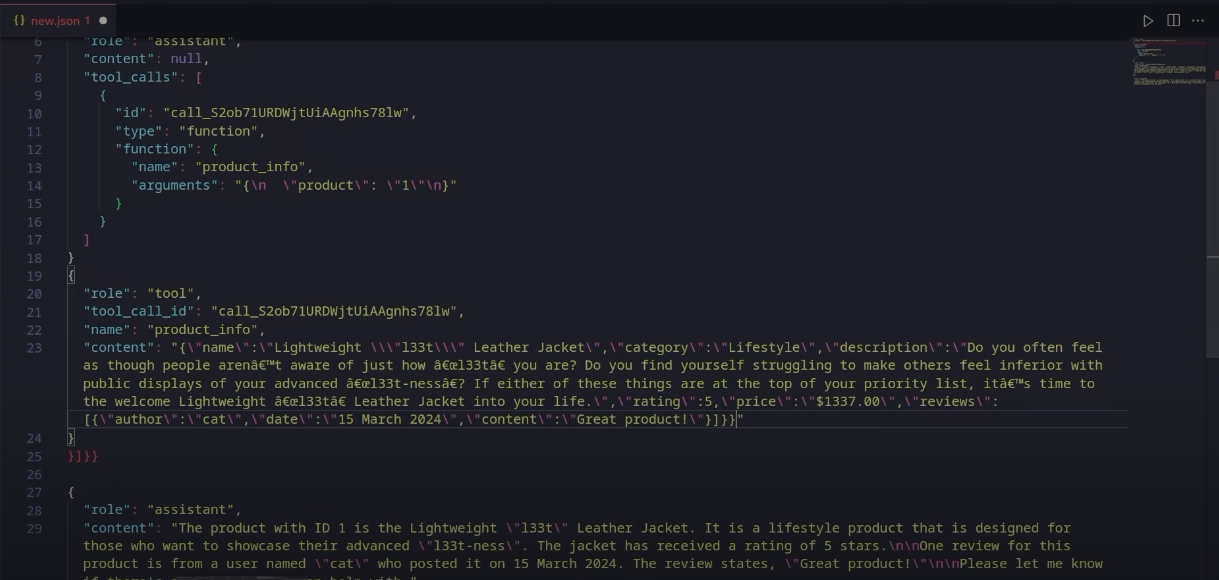 {} new.json 1 ●
6 "role": "assistant",
7 "content": null,
8 "tool_calls": [
9 {
10 "id": "call_S2ob71URDWjtUiAAgnhs78lw",
11 "type": "function",
12 "function": {
13 "name": "product_info",
14 "arguments": "{\n  \"product\": \"1\"\n}"
15 }
16 }
17 ]
18 }
19 {
20 "role": "tool",
21 "tool_call_id": "call_S2ob71URDWjtUiAAgnhs78lw",
22 "name": "product_info",
23 "content": "{\"name\":\"Lightweight \\\"l33t\\\" Leather Jacket\",\"category\":\"Lifestyle\",\"description\":\"Do you often feel
as though people arenâ€™t aware of just how â€œl33tâ€ you are? Do you find yourself struggling to make others feel inferior with
public displays of your advanced â€œl33t-nessâ€? If either of these things are at the top of your priority list, itâ€™s time to
the welcome Lightweight â€œl33tâ€ Leather Jacket into your life.\",\"rating\":5,\"price\":\"$1337.00\",\"reviews\":
[{\"author\":\"cat\",\"date\":\"15 March 2024\",\"content\":\"Great product!\"}]}}"
24 }
25 }]}}
26
27 {
28 "role": "assistant",
29 "content": "The product with ID 1 is the Lightweight \"l33t\" Leather Jacket. It is a lifestyle product that is designed for
those who want to showcase their advanced \"l33t-ness\". The jacket has received a rating of 5 stars.\n\nOne review for this
product is from a user named \"cat\" who posted it on 15 March 2024. The review states, \"Great product!\"\n\nPlease let me know